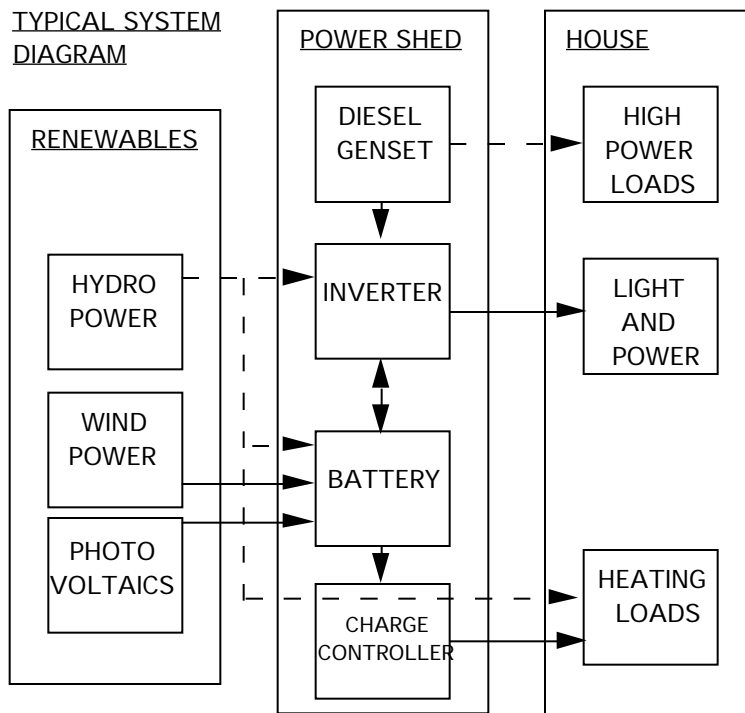 TYPICAL SYSTEM
DIAGRAM
RENEWABLES
HYDRO
POWER
WIND
POWER
PHOTO
VOLTAICS
POWER SHED
DIESEL
GENSET
INVERTER
BATTERY
CHARGE
CONTROLLER
HOUSE
HIGH
POWER
LOADS
LIGHT
AND
POWER
HEATING
LOADS